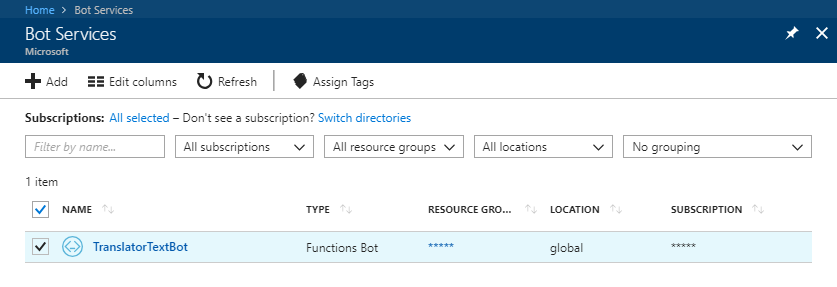 Home > Bot Services
Bot Services
Microsoft
Add Edit columns Refresh Assign Tags
Subscriptions: All selected – Don't see a subscription? Switch directories
Filter by name... All subscriptions All resource groups All locations No grouping
1 item
NAME TYPE RESOURCE GRO... LOCATION SUBSCRIPTION
TranslatorTextBot Functions Bot ***** global *****